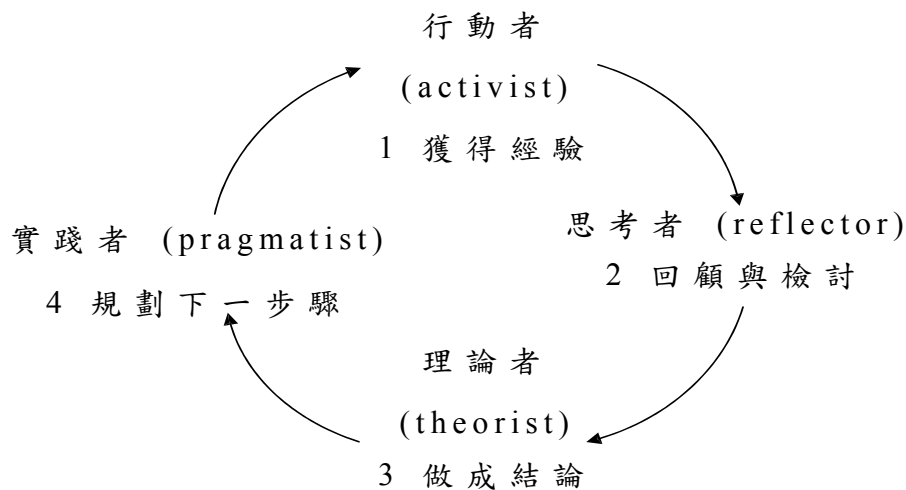 行動者
(activist)
1 獲得經驗
思考者 (reflector)
2 回顧與檢討
理論者
(theorist)
3 做成結論
實踐者 (pragmatist)
4 規劃下一步驟